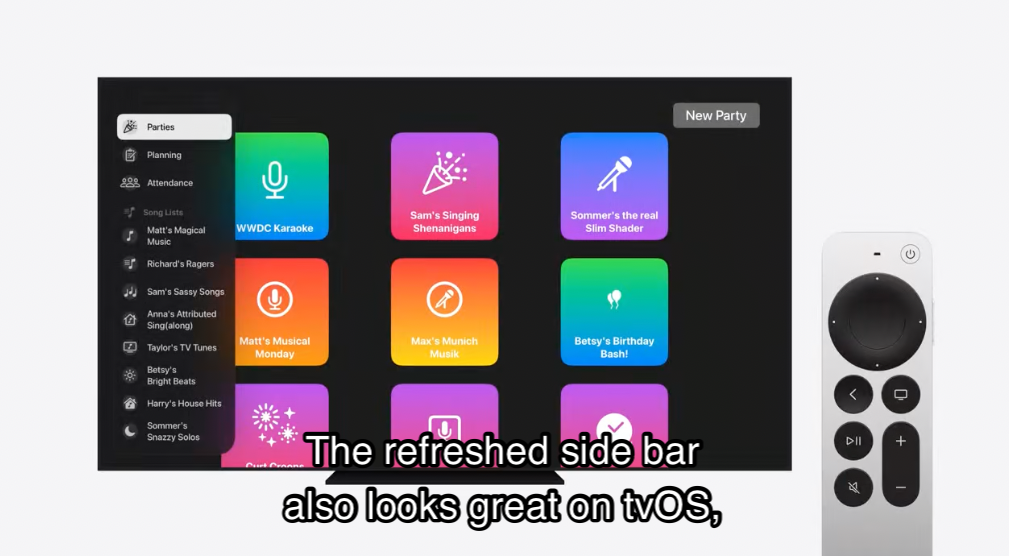 New Party
Parties
Planning
Attendance
Song Lists
Matt's Magical
Music
Richard's Ragers
Sam's Sassy Songs
Anna's Attributed
Sing(along)
Taylor's TV Tunes
Betsy's
Bright Beats
Harry's House Hits
Sommer's
Snazzy Solos
WWDC Karaoke
Sam's Singing
Shenanigans
Sommer's the real
Slim Shader
Matt's Musical
Monday
Max's Munich
Musik
Betsy's Birthday
Bash!
The refreshed side bar
also looks great on tvOS,